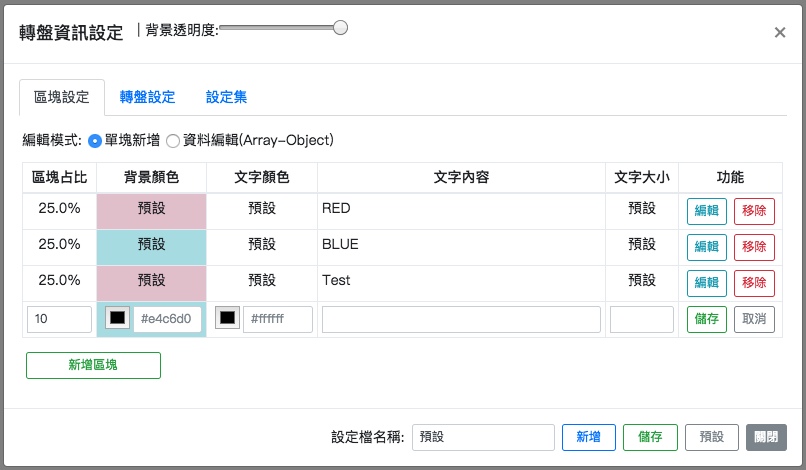 轉盤資訊設定 | 背景透明度: ×
區塊設定 轉盤設定 設定集
編輯模式: 單塊新增 資料編輯(Array-Object)
區塊占比 背景顏色 文字顏色 文字內容 文字大小 功能
25.0% 預設 預設 RED 預設 編輯 移除
25.0% 預設 預設 BLUE 預設 編輯 移除
25.0% 預設 預設 Test 預設 編輯 移除
10 #e4c6d0 #ffffff 儲存 取消
新增區塊
設定檔名稱: 預設 新增 儲存 預設 關閉